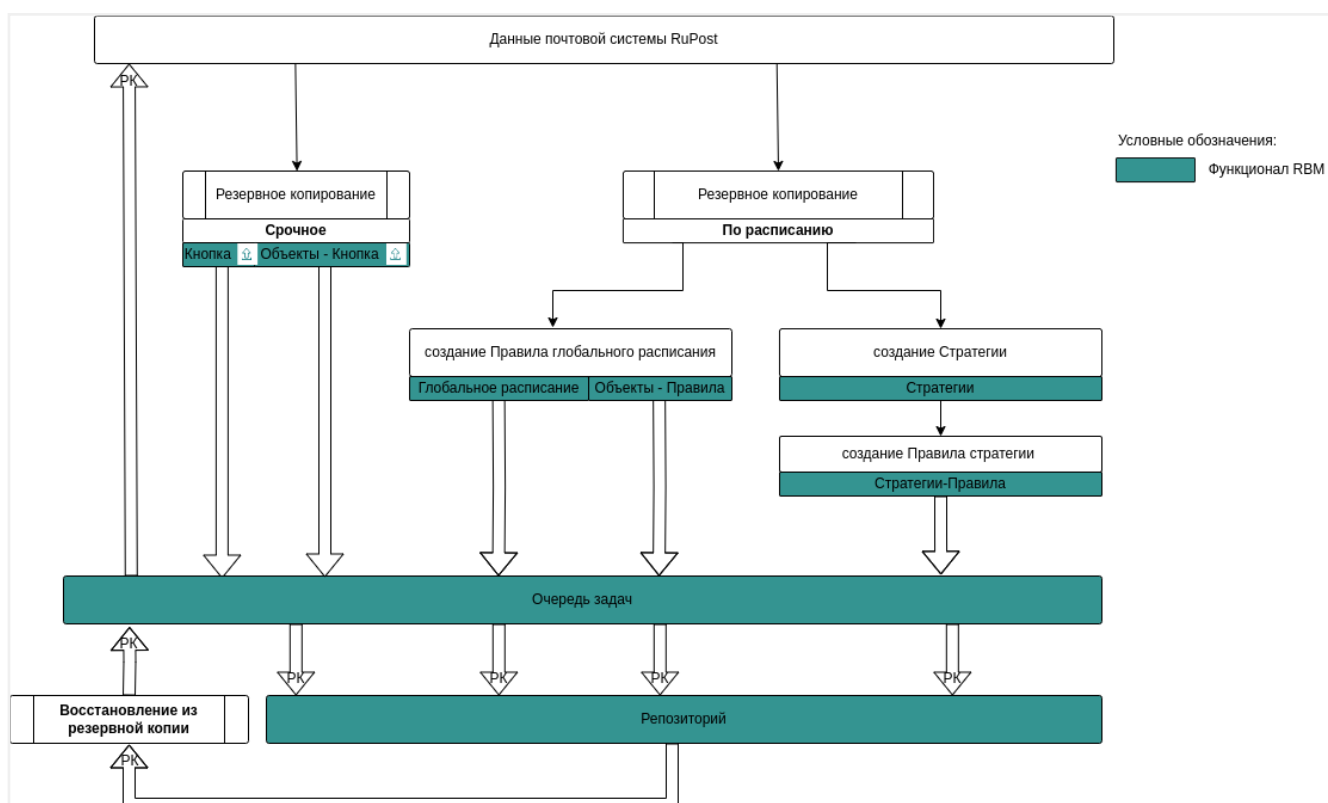 Данные почтовой системы RuPost
РК
Условные обозначения:
Функционал RBM
Резервное копирование
Срочное
Кнопка Объекты - Кнопка
Резервное копирование
По расписанию
создание Правила глобального расписания
Глобальное расписание Объекты - Правила
создание Стратегии
Стратегии
создание Правила стратегии
Стратегии-Правила
Очередь задач
РК
РК РК РК РК
Восстановление из
резервной копии
Репозиторий
РК